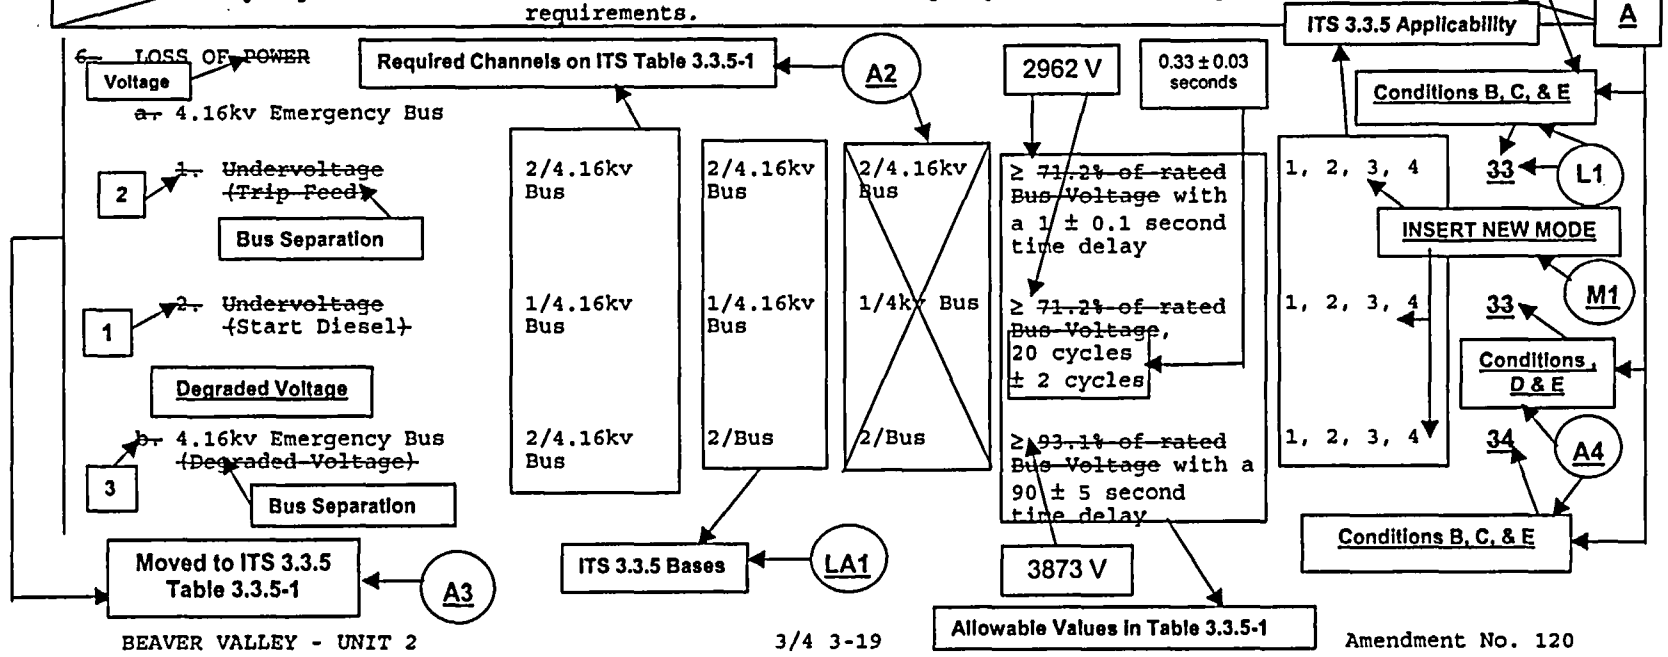 requirements.
ITS 3.3.5 Applicability
A
6. LOSS OF POWER
Voltage
Required Channels on ITS Table 3.3.5-1
A2
2962 V
0.33 ± 0.03
seconds
Conditions B, C, & E
a. 4.16kv Emergency Bus
2
1. Undervoltage
(Trip Feed)
Bus Separation
2/4.16kv
Bus
2/4.16kv
Bus
2/4.16kv
Bus
≥ 71.2% of rated
Bus Voltage with
a 1 ± 0.1 second
time delay
1, 2, 3, 4
33
L1
INSERT NEW MODE
M1
1
2. Undervoltage
(Start Diesel)
1/4.16kv
Bus
1/4.16kv
Bus
1/4kv Bus
≥ 71.2% of rated
Bus Voltage,
20 cycles
± 2 cycles
1, 2, 3, 4
33
Conditions ,
D & E
Degraded Voltage
3
b. 4.16kv Emergency Bus
(Degraded Voltage)
Bus Separation
2/4.16kv
Bus
2/Bus
2/Bus
≥ 93.1% of rated
Bus Voltage with a
90 ± 5 second
time delay
1, 2, 3, 4
34
A4
Conditions B, C, & E
Moved to ITS 3.3.5
Table 3.3.5-1
A3
ITS 3.3.5 Bases
LA1
3873 V
Allowable Values in Table 3.3.5-1
BEAVER VALLEY - UNIT 2
3/4 3-19
Amendment No. 120